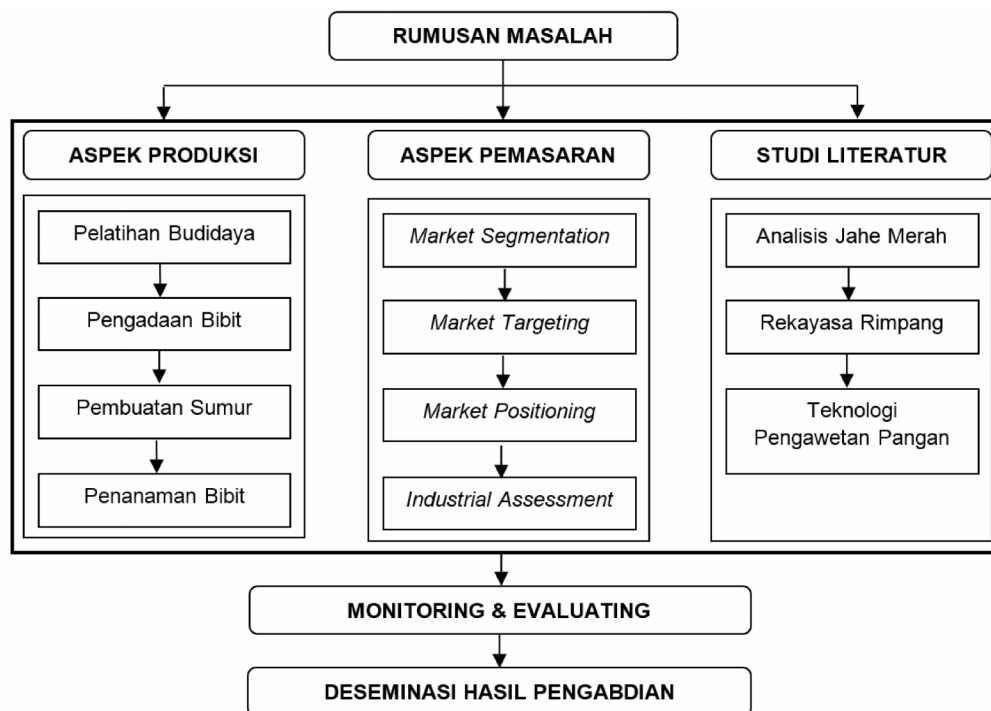 RUMUSAN MASALAH
ASPEK PRODUKSI
Pelatihan Budidaya
Pengadaan Bibit
Pembuatan Sumur
Penanaman Bibit
ASPEK PEMASARAN
Market Segmentation
Market Targeting
Market Positioning
Industrial Assessment
STUDI LITERATUR
Analisis Jahe Merah
Rekayasa Rimpang
Teknologi
Pengawetan Pangan
MONITORING & EVALUATING
DESEMINASI HASIL PENGABDIAN